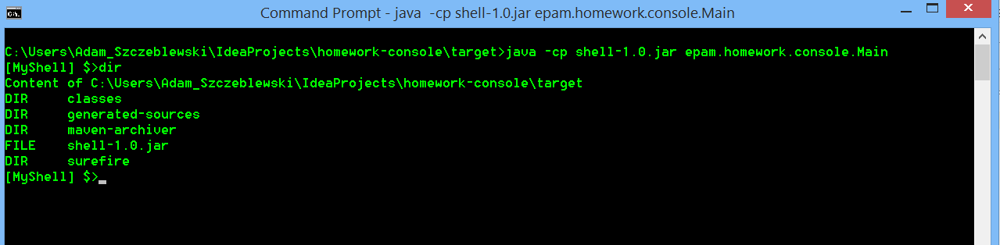 Command Prompt - java  -cp shell-1.0.jar epam.homework.console.Main
C:\Users\Adam_Szczeblewski\IdeaProjects\homework-console\target>java -cp shell-1.0.jar epam.homework.console.Main
[MyShell] $>dir
Content of C:\Users\Adam_Szczeblewski\IdeaProjects\homework-console\target
DIR     classes
DIR     generated-sources
DIR     maven-archiver
FILE    shell-1.0.jar
DIR     surefire
[MyShell] $>